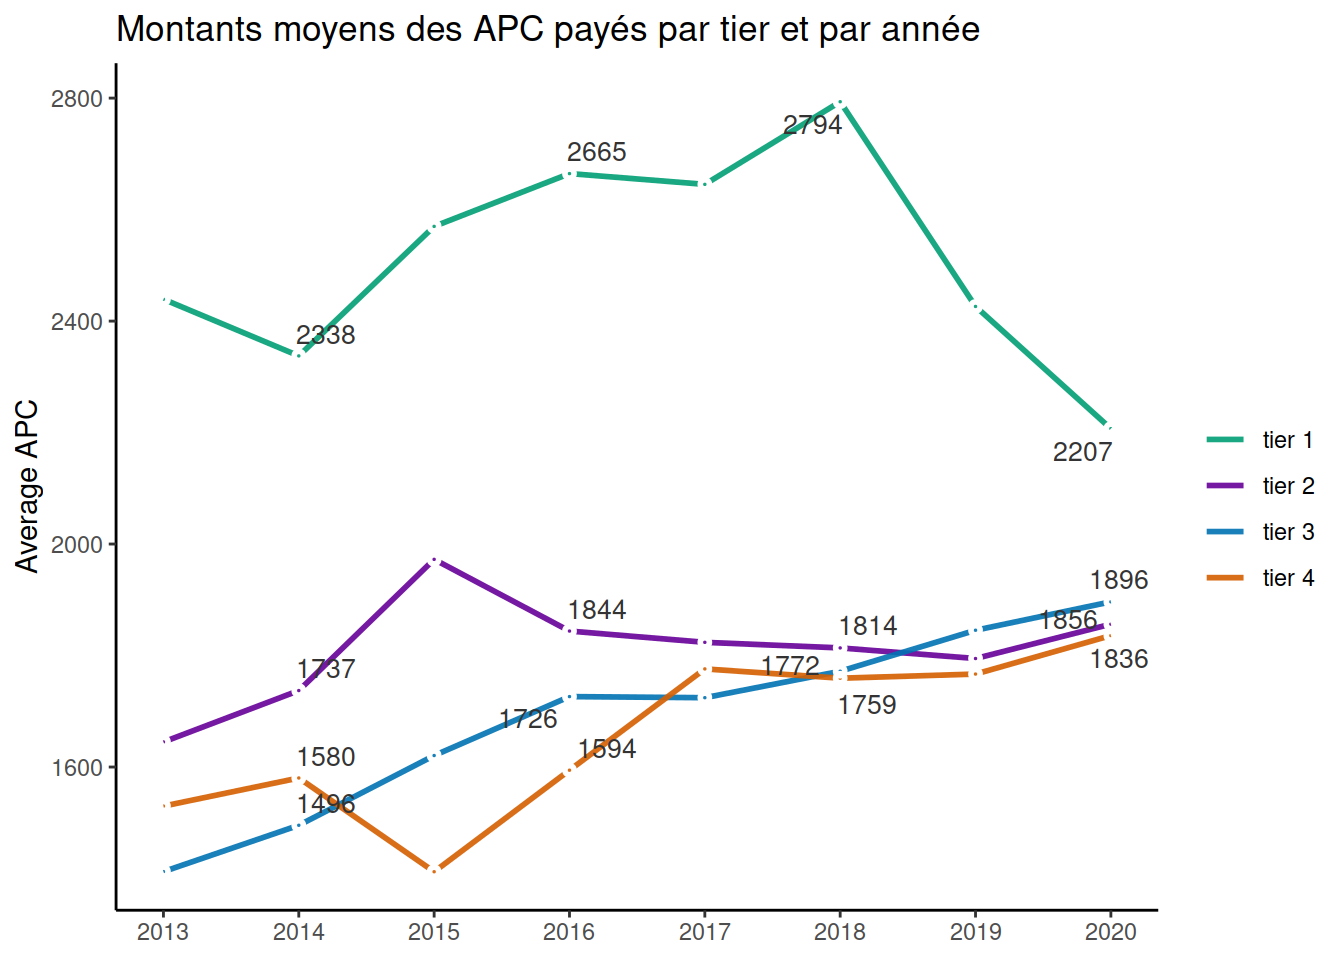 Montants moyens des APC payés par tier et par année
Average APC
2800
2400
2000
1600
2794
2665
2338
2207
1896
1844
1856
1814
1737
1772
1836
1759
1726
1594
1580
1496
tier 1
tier 2
tier 3
tier 4
2013 2014 2015 2016 2017 2018 2019 2020